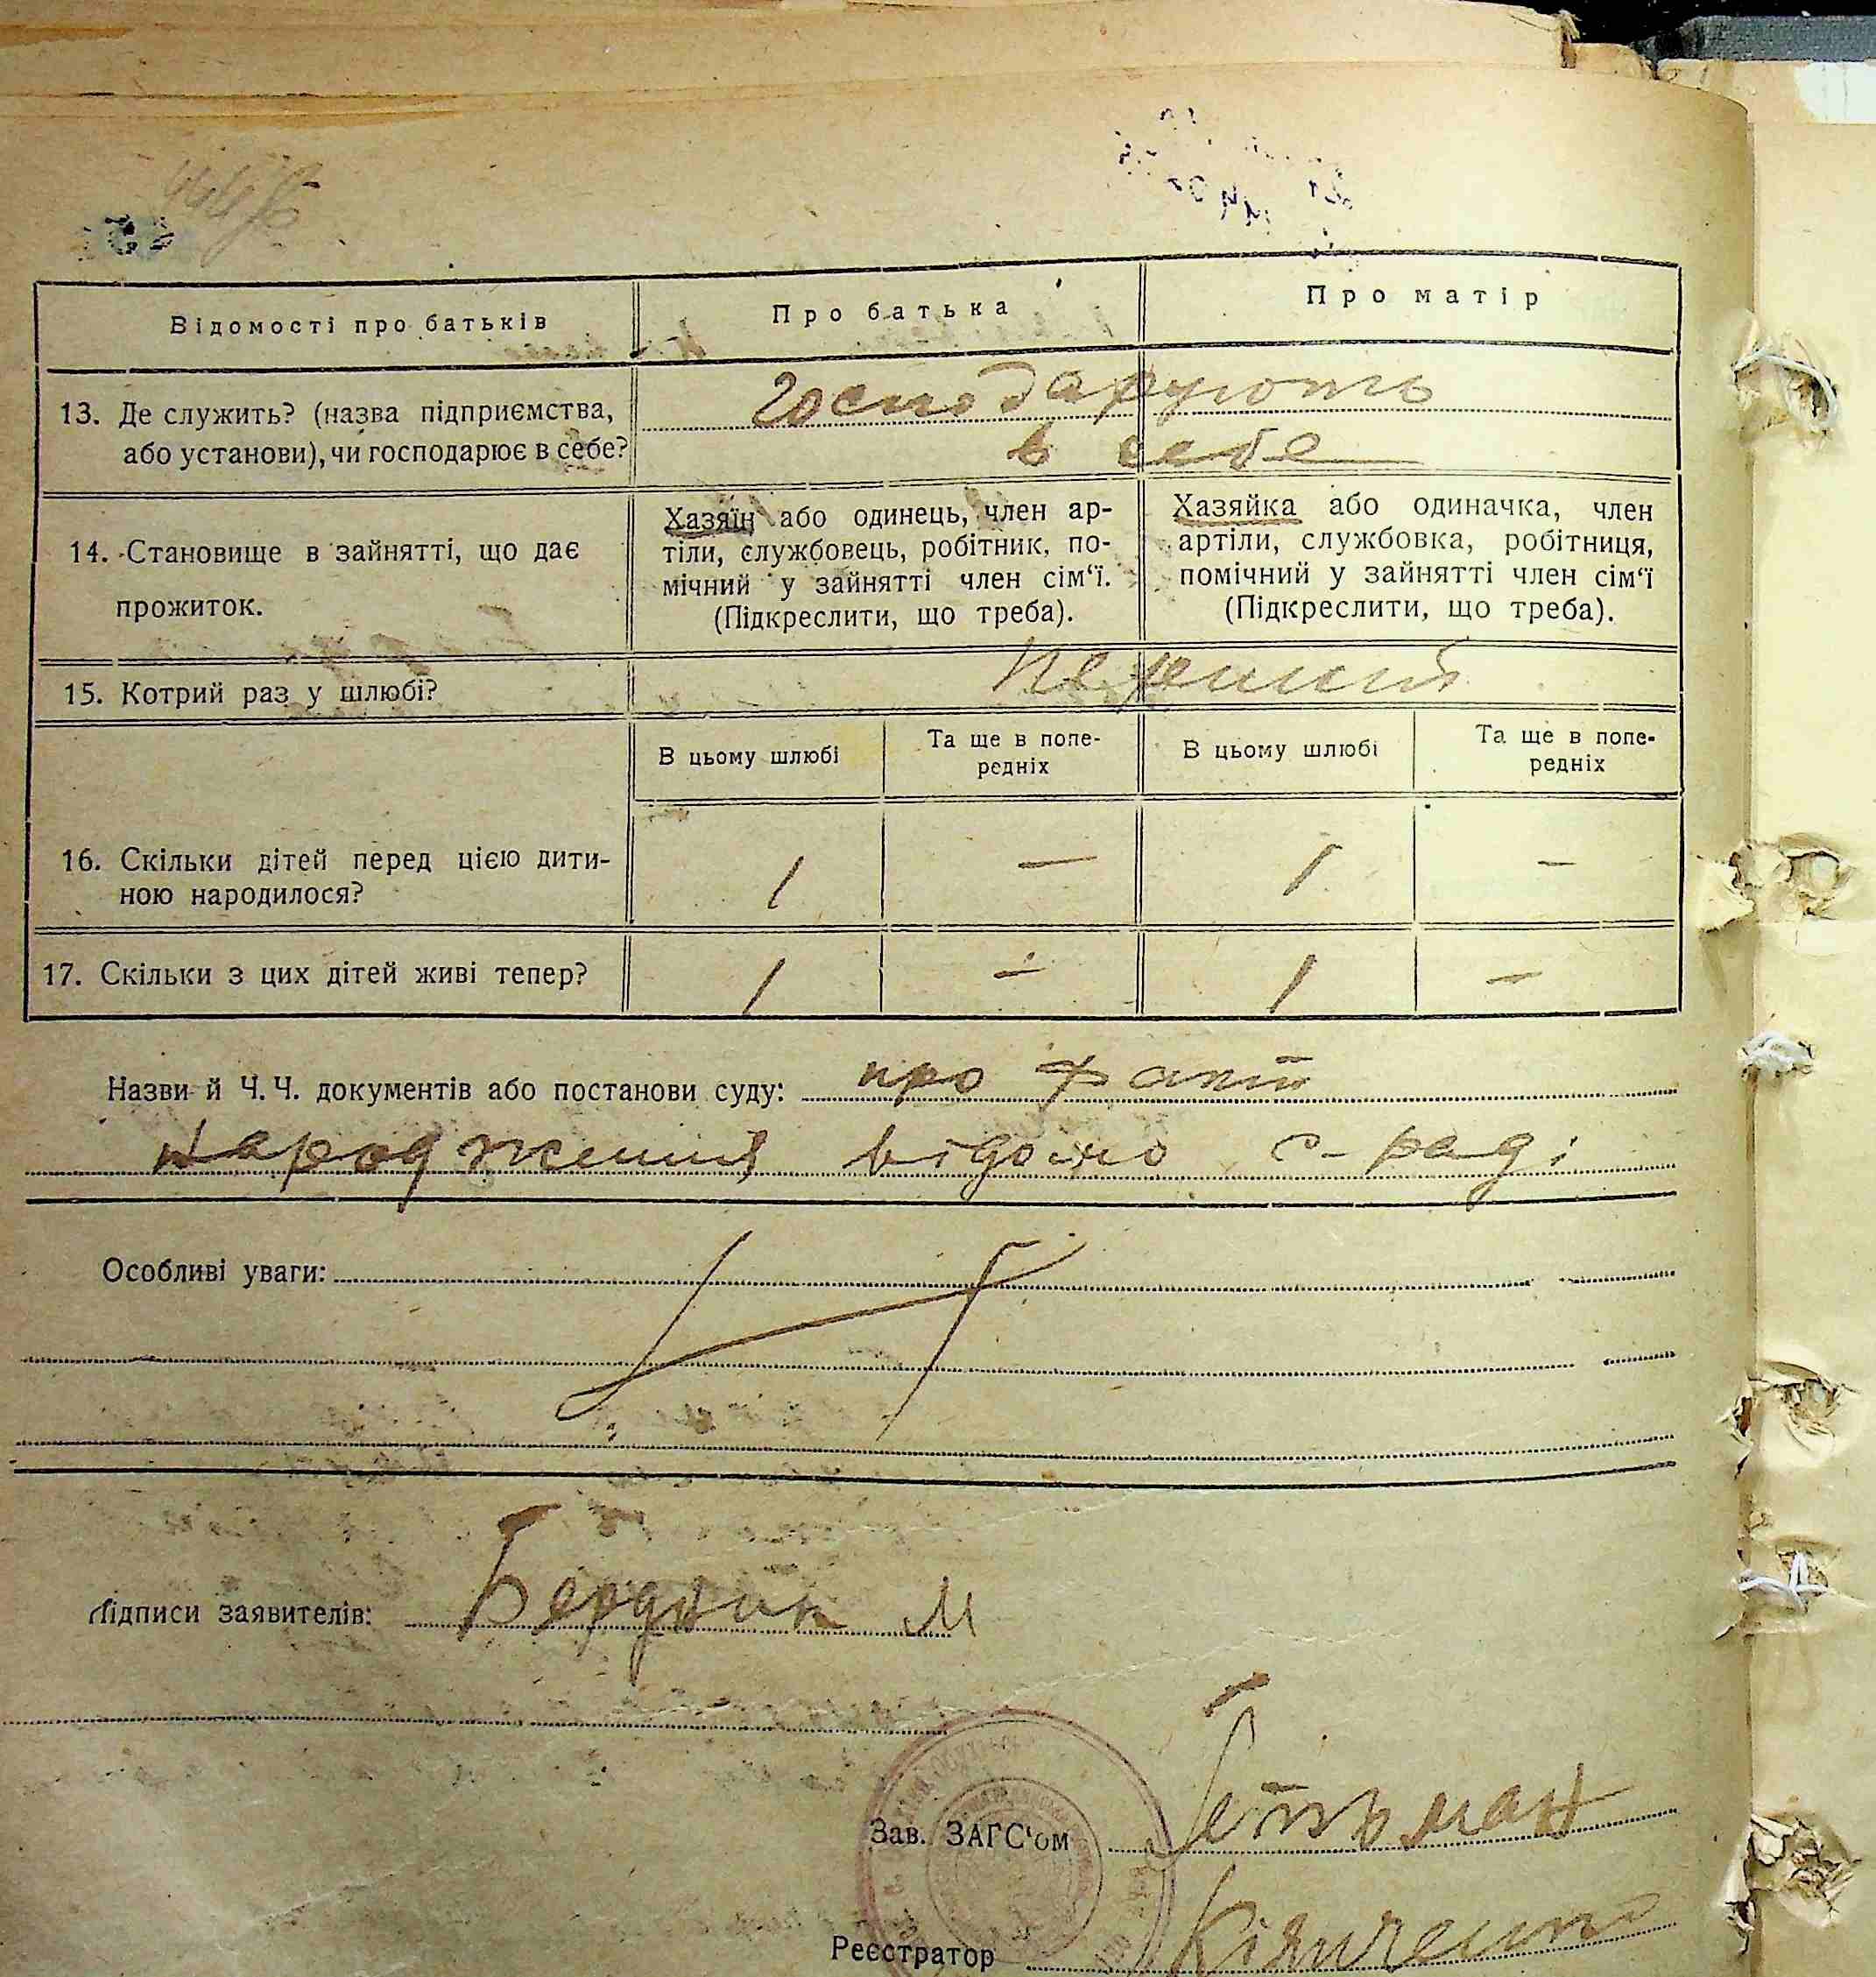 Відомості про батьків
Про батька
Про матір
13. Де служить? (назва підприємства,
або установи), чи господарює в себе?
господарують
в себе
14. Становище в зайнятті, що дає
прожиток.
Хазяїн або одинець, член ар-
тіли, службовець, робітник, по-
мічний у зайнятті член сім‘ї.
(Підкреслити, що треба).
Хазяйка або одиначка, член
артіли, службовка, робітниця,
помічний у зайнятті член сім‘ї
(Підкреслити, що треба).
15. Котрий раз у шлюбі?
Перший
В цьому шлюбі
Та ще в попе-
редніх
В цьому шлюбі
Та ще в попе-
редніх
16. Скільки дітей перед цією дити-
ною народилося?
1 — 1 —
17. Скільки з цих дітей живі тепер?
1 — 1 —
Назви й Ч. Ч. документів або постанови суду: про факт
народження відомо с-раді
Особливі уваги:
Підписи заявителів: Бердник М
Зав. ЗАГС‘ом Гетьман
Реєстратор